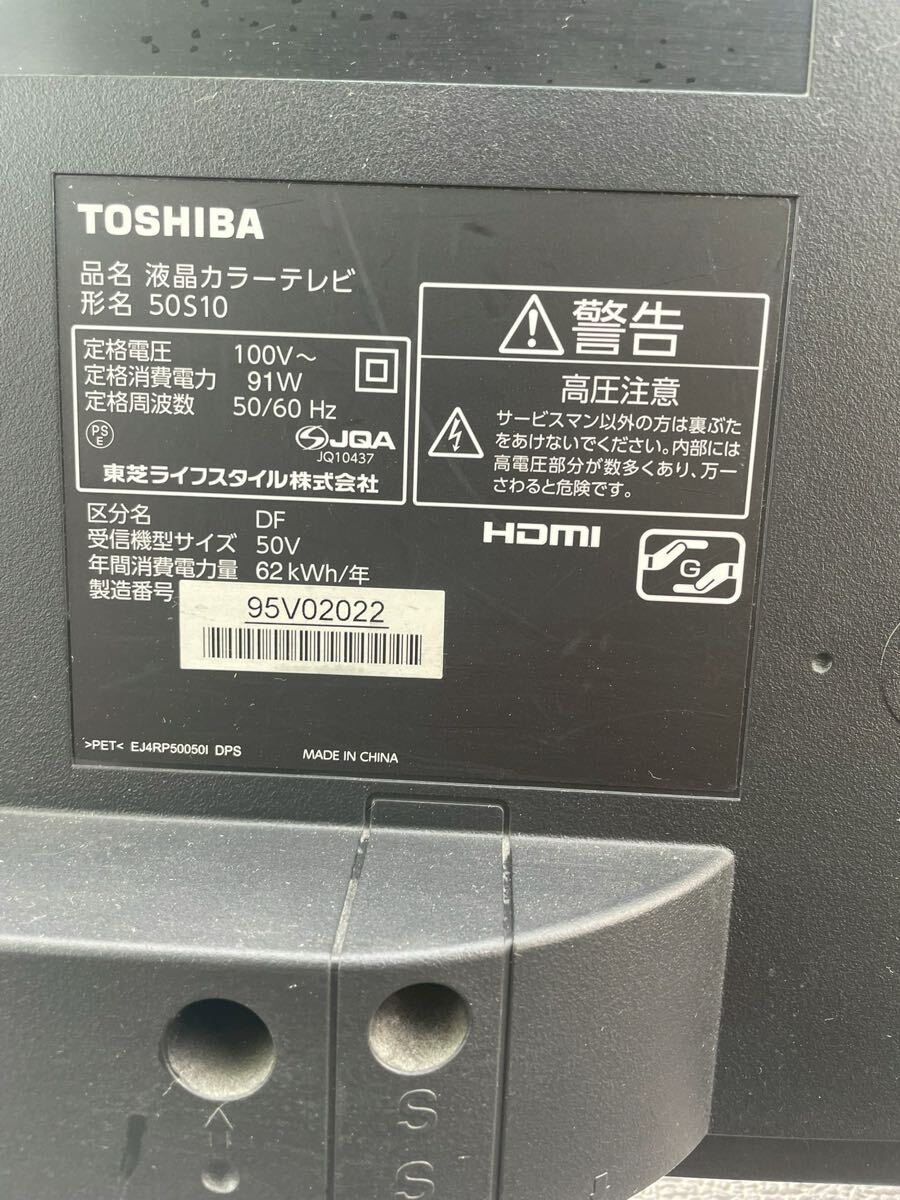 TOSHIBA
品名 液晶カラーテレビ
形名 50S10
定格電圧 100V～
定格消費電力 91W
定格周波数 50/60 Hz
PS
E
JQA
JQ10437
東芝ライフスタイル株式会社
警告
高圧注意
サービスマン以外の方は裏ぶた
をあけないでください。内部には
高電圧部分が数多くあり、万一
さわると危険です。
区分名 DF
受信機型サイズ 50V
年間消費電力量 62 kWh/年
製造番号
95V02022
HDMI
G
>PET< EJ4RP50050I DPS
MADE IN CHINA
S
S